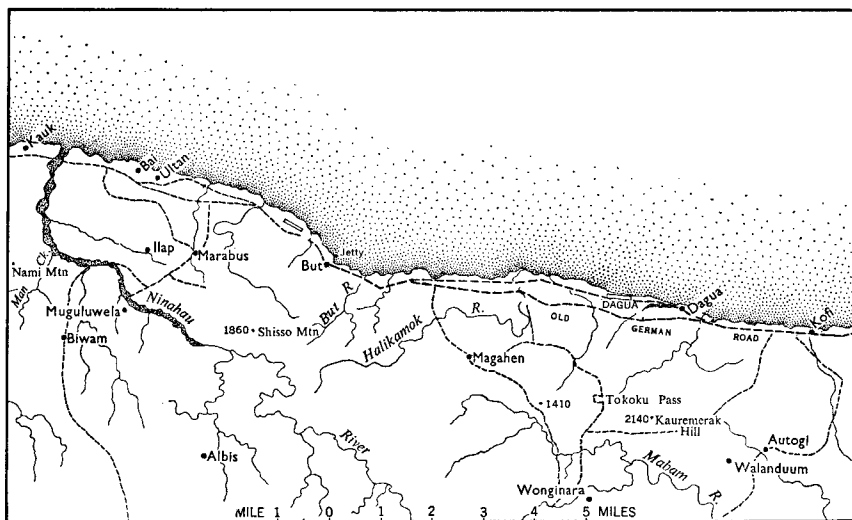 Kauk
Bai
Ultan
Ilap
Marabus
Jetty
But
Nami Mtn
Man Ck.
Ninahau
But R.
Dagua
DAGUA
OLD
GERMAN
ROAD
Kofi
Muguluwela
1860 Shisso Mtn
Halikamok R.
Biwam
Magahen
1410
Tokoku Pass
2140 Kauremerak
Hill
Autogi
Albis
River
Mabam R.
Walanduum
Wonginara
MILE 1 0 1 2 3 4 5 MILES